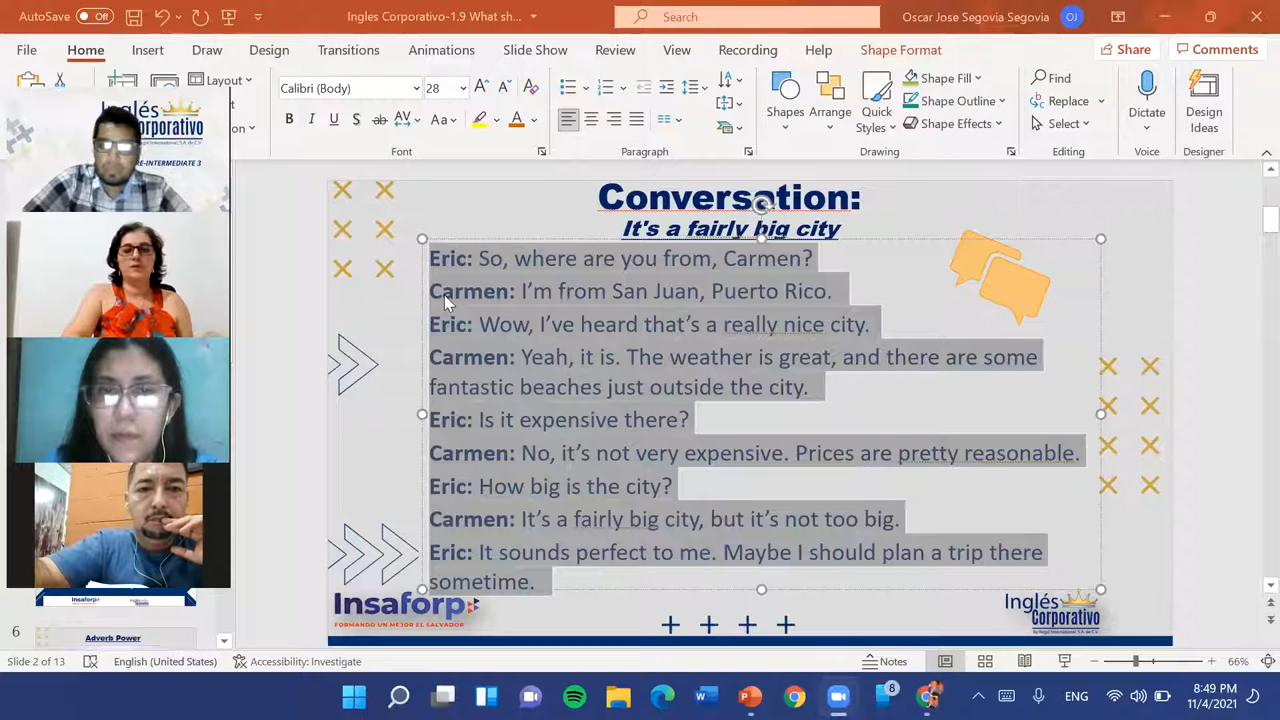 AutoSave Off Ingles Corporativo-1.9 What sh... Search Oscar Jose Segovia Segovia OJ
File Home Insert Draw Design Transitions Animations Slide Show Review View Recording Help Shape Format Share Comments
Layout
Calibri (Body) 28
Shapes Arrange Quick Styles
Shape Fill
Shape Outline
Shape Effects
Find
Replace
Select
Dictate
Design Ideas
Font Paragraph Drawing Editing Voice Designer
Inglés
Corporativo
RE-INTERMEDIATE 3
Conversation:
It's a fairly big city
Eric: So, where are you from, Carmen?
Carmen: I'm from San Juan, Puerto Rico.
Eric: Wow, I've heard that's a really nice city.
Carmen: Yeah, it is. The weather is great, and there are some
fantastic beaches just outside the city.
Eric: Is it expensive there?
Carmen: No, it's not very expensive. Prices are pretty reasonable.
Eric: How big is the city?
Carmen: It's a fairly big city, but it's not too big.
Eric: It sounds perfect to me. Maybe I should plan a trip there
sometime.
Insaforp
FORMANDO UN MEJOR EL SALVADOR
Inglés
Corporativo
6
Adverb Power
Slide 2 of 13 English (United States) Accessibility: Investigate Notes 66%
8 ENG 8:49 PM
11/4/2021